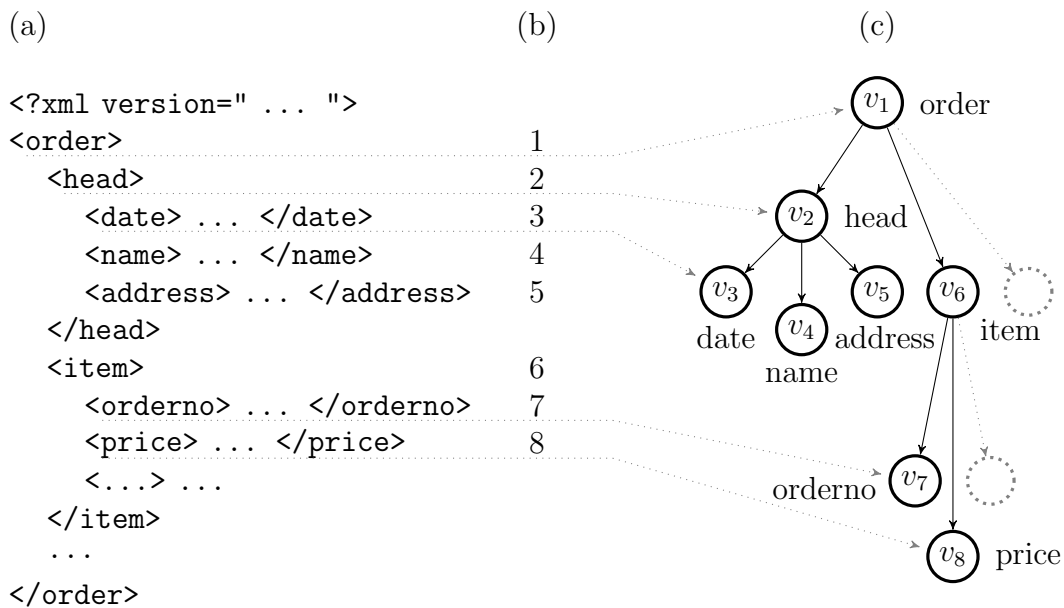 (a) (b) (c)
<?xml version=" ... ">
<order> 1
<head> 2
<date> ... </date> 3
<name> ... </name> 4
<address> ... </address> 5
</head>
<item> 6
<orderno> ... </orderno> 7
<price> ... </price> 8
<...> ...
</item>
...
</order>
v1 order
v2 head
v3 v5 v6
date v4 address item
name
orderno v7
v8 price